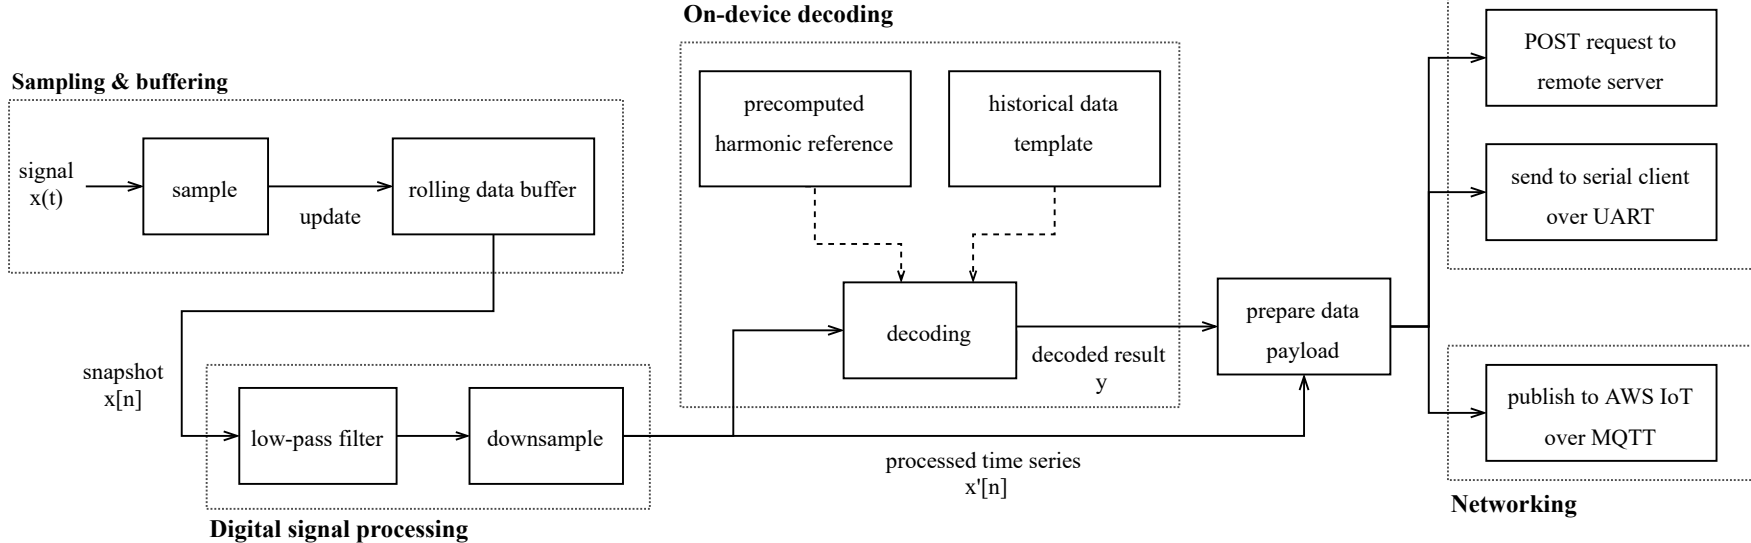 On-device decoding
Sampling & buffering
signal
x(t)
sample
update
rolling data buffer
precomputed
harmonic reference
historical data
template
POST request to
remote server
send to serial client
over UART
decoding
decoded result
y
prepare data
payload
snapshot
x[n]
low-pass filter
downsample
processed time series
x'[n]
publish to AWS IoT
over MQTT
Networking
Digital signal processing